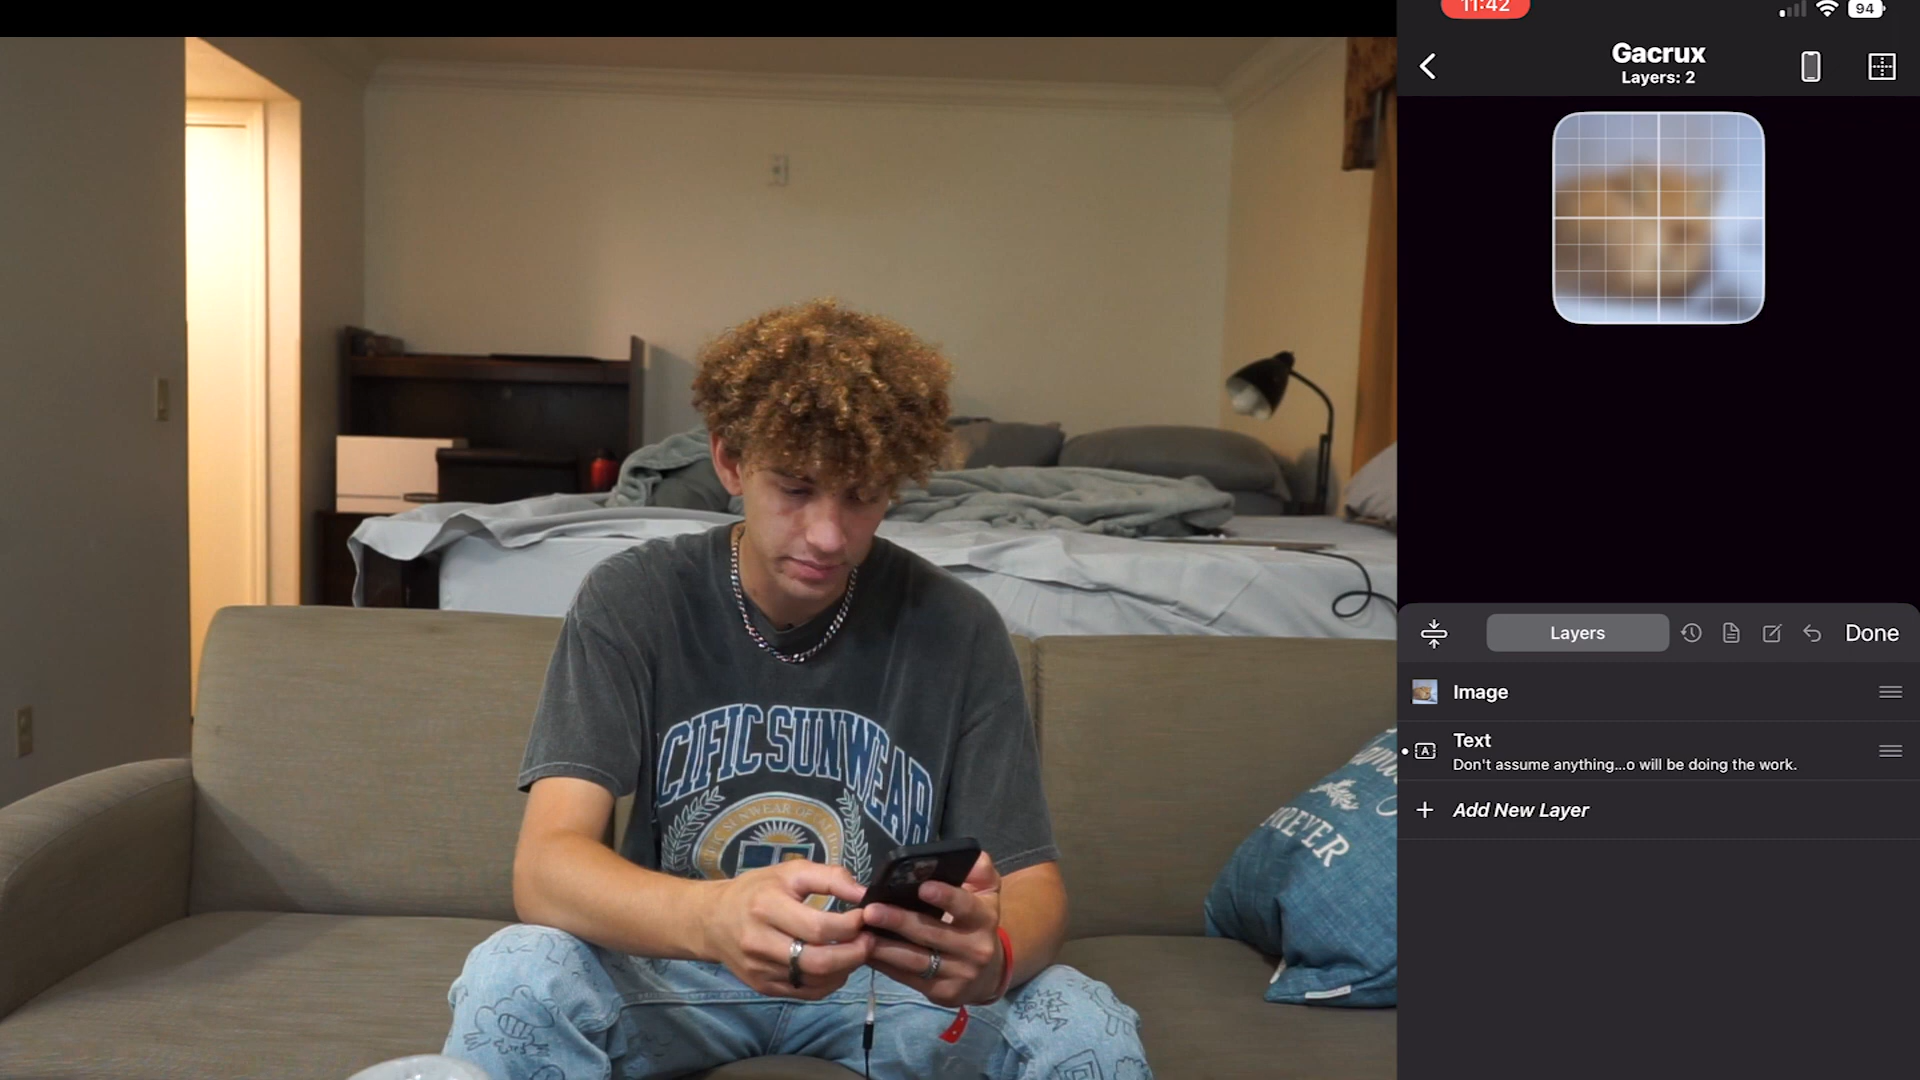 11:42
94
Gacrux
Layers: 2
Layers
Done
Image
A
Text
Don't assume anything...o will be doing the work.
+ Add New Layer
CIFIC SUNWEAR
FOREVER